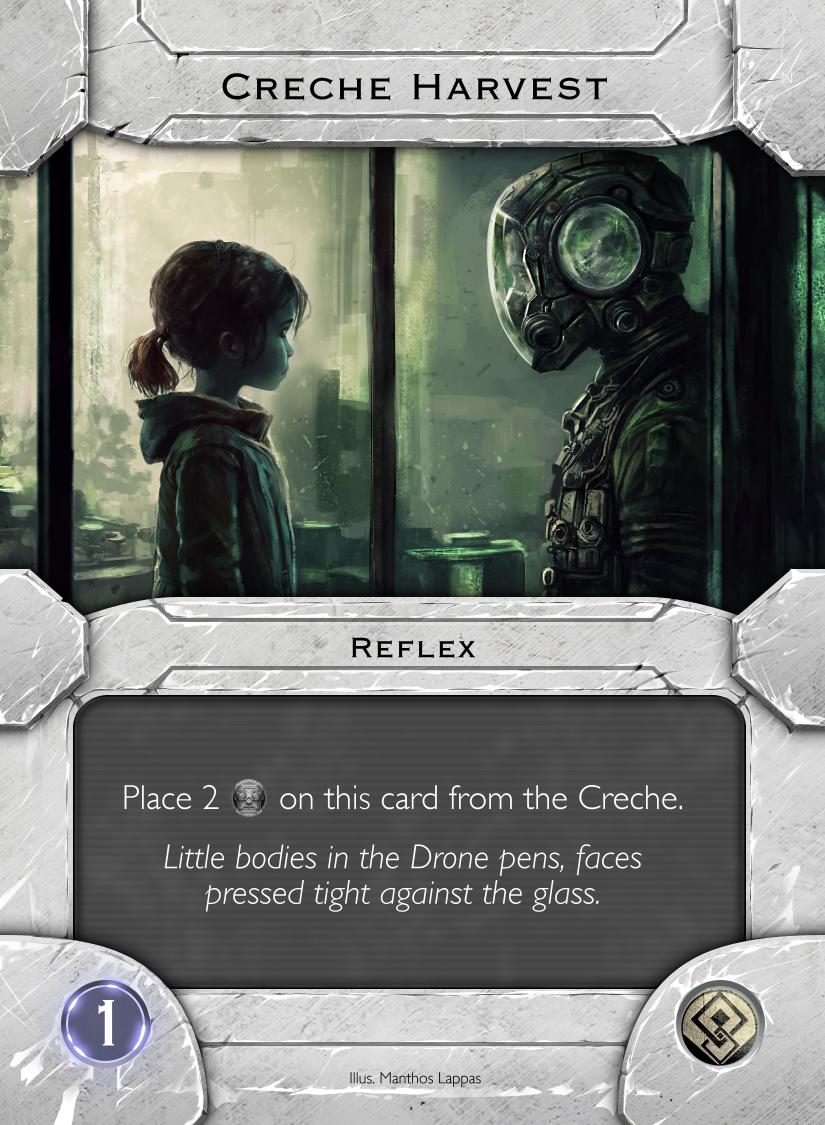 Creche Harvest
Reflex
Place 2 on this card from the Creche.
Little bodies in the Drone pens, faces
pressed tight against the glass.
1
Illus. Manthos Lappas